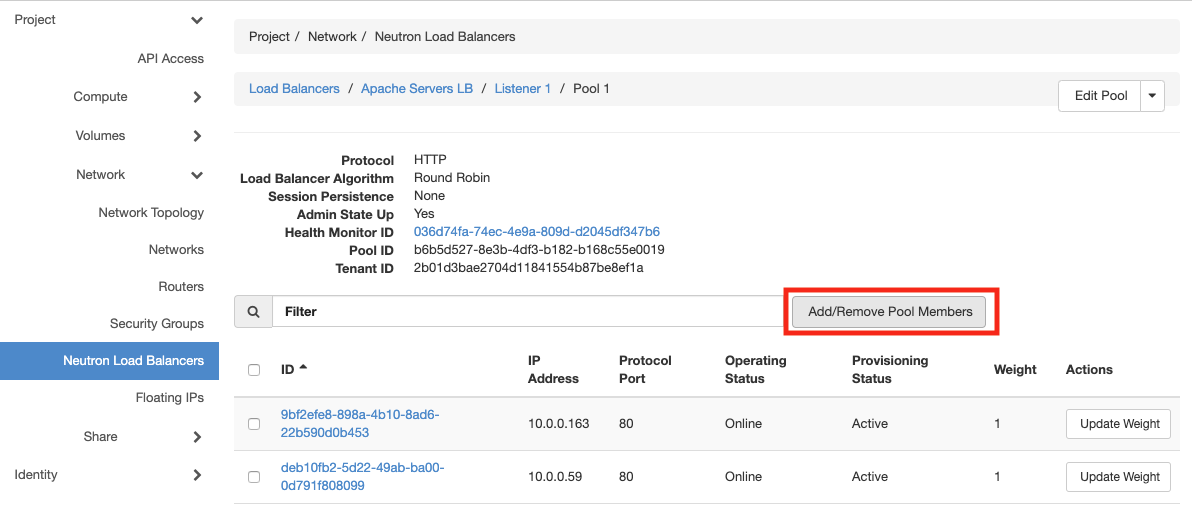 Project
API Access
Compute
Volumes
Network
Network Topology
Networks
Routers
Security Groups
Neutron Load Balancers
Floating IPs
Share
Identity
Project / Network / Neutron Load Balancers
Load Balancers / Apache Servers LB / Listener 1 / Pool 1
Edit Pool
Protocol HTTP
Load Balancer Algorithm Round Robin
Session Persistence None
Admin State Up Yes
Health Monitor ID 036d74fa-74ec-4e9a-809d-d2045df347b6
Pool ID b6b5d527-8e3b-4df3-b182-b168c55e0019
Tenant ID 2b01d3bae2704d11841554b87be8ef1a
Filter
Add/Remove Pool Members
ID
IP
Address
Protocol
Port
Operating
Status
Provisioning
Status
Weight
Actions
9bf2efe8-898a-4b10-8ad6-
22b590d0b453
10.0.0.163
80
Online
Active
1
Update Weight
deb10fb2-5d22-49ab-ba00-
0d791f808099
10.0.0.59
80
Online
Active
1
Update Weight